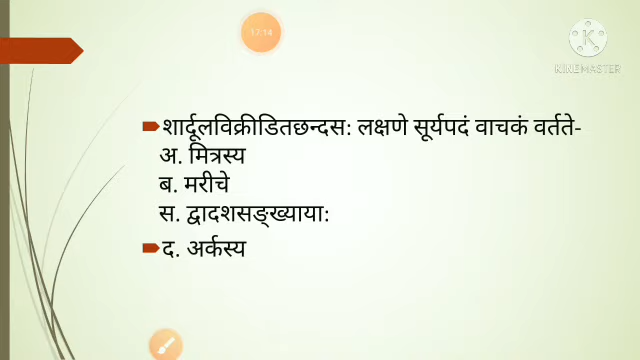 17:14
KINEMASTER
शार्दूलविक्रीडितछन्दस: लक्षणे सूर्यपदं वाचकं वर्तते-
अ. मित्रस्य
ब. मरीचे
स. द्वादशसङ्ख्याया:
द. अर्कस्य